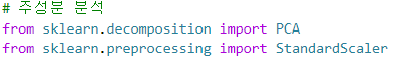 # 주성분 분석
from sklearn.decomposition import PCA
from sklearn.preprocessing import StandardScaler